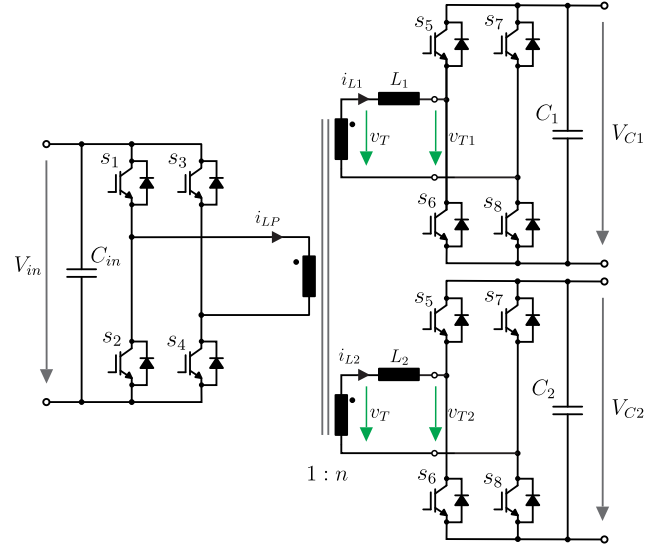 s5 s7
iL1 L1
C1
vT vT1 VC1
s1 s3
s6 s8
iLP
Vin Cin
s5 s7
s2 s4
iL2 L2
C2
vT vT2 VC2
1 : n
s6 s8